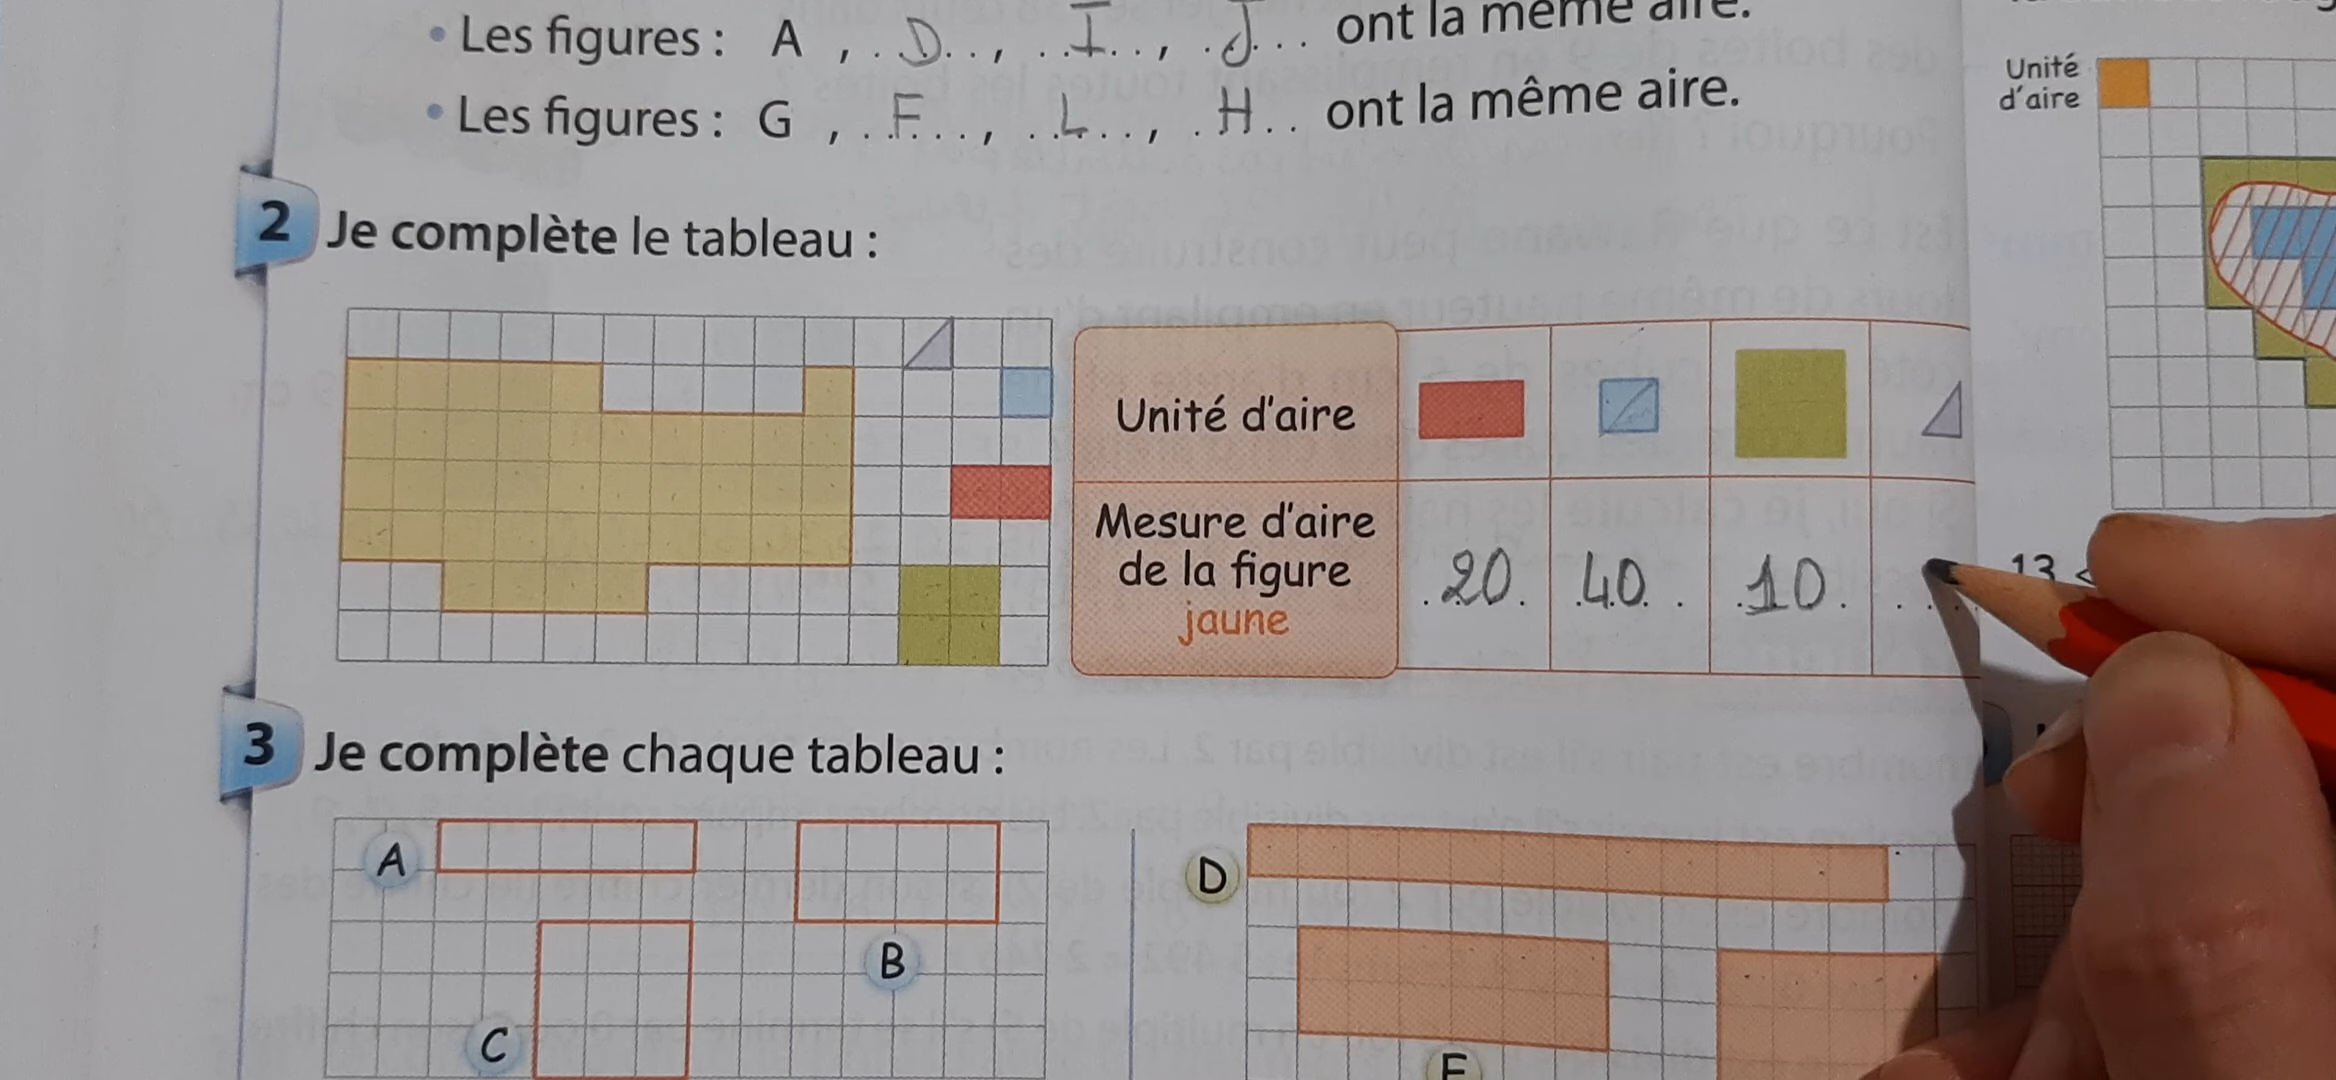 • Les figures : A , . D . . , . . I . . , . J . . . ont la même aire.
• Les figures : G , . F . . . , . . L . . , . H . . ont la même aire.
2 Je complète le tableau :
Unité d'aire
Mesure d'aire
de la figure
jaune
. 20 . . 40 . . . 10 . . . . .
3 Je complète chaque tableau :
A
B
C
D
Unité
d'aire
13 <